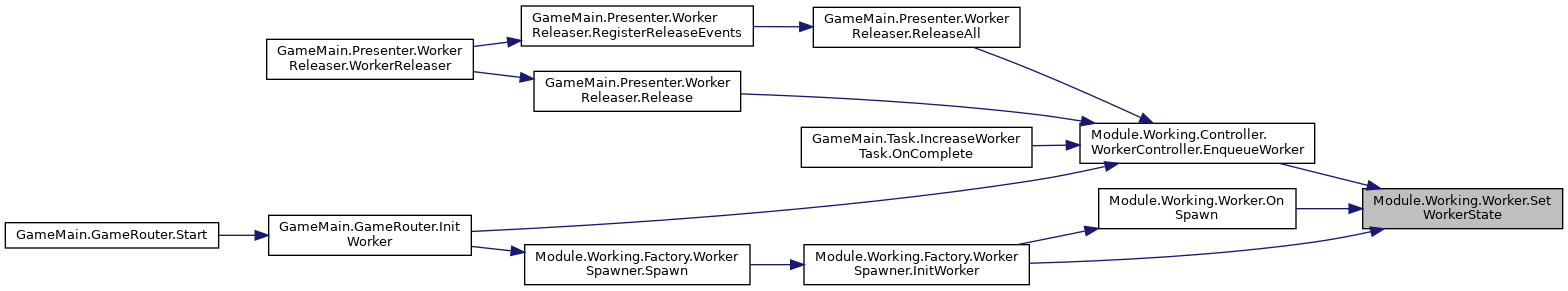 GameMain.Presenter.Worker
Releaser.RegisterReleaseEvents
GameMain.Presenter.Worker
Releaser.ReleaseAll
GameMain.Presenter.Worker
Releaser.WorkerReleaser
GameMain.Presenter.Worker
Releaser.Release
GameMain.Task.IncreaseWorker
Task.OnComplete
Module.Working.Controller.
WorkerController.EnqueueWorker
Module.Working.Worker.On
Spawn
Module.Working.Worker.Set
WorkerState
GameMain.GameRouter.Start
GameMain.GameRouter.Init
Worker
Module.Working.Factory.Worker
Spawner.Spawn
Module.Working.Factory.Worker
Spawner.InitWorker